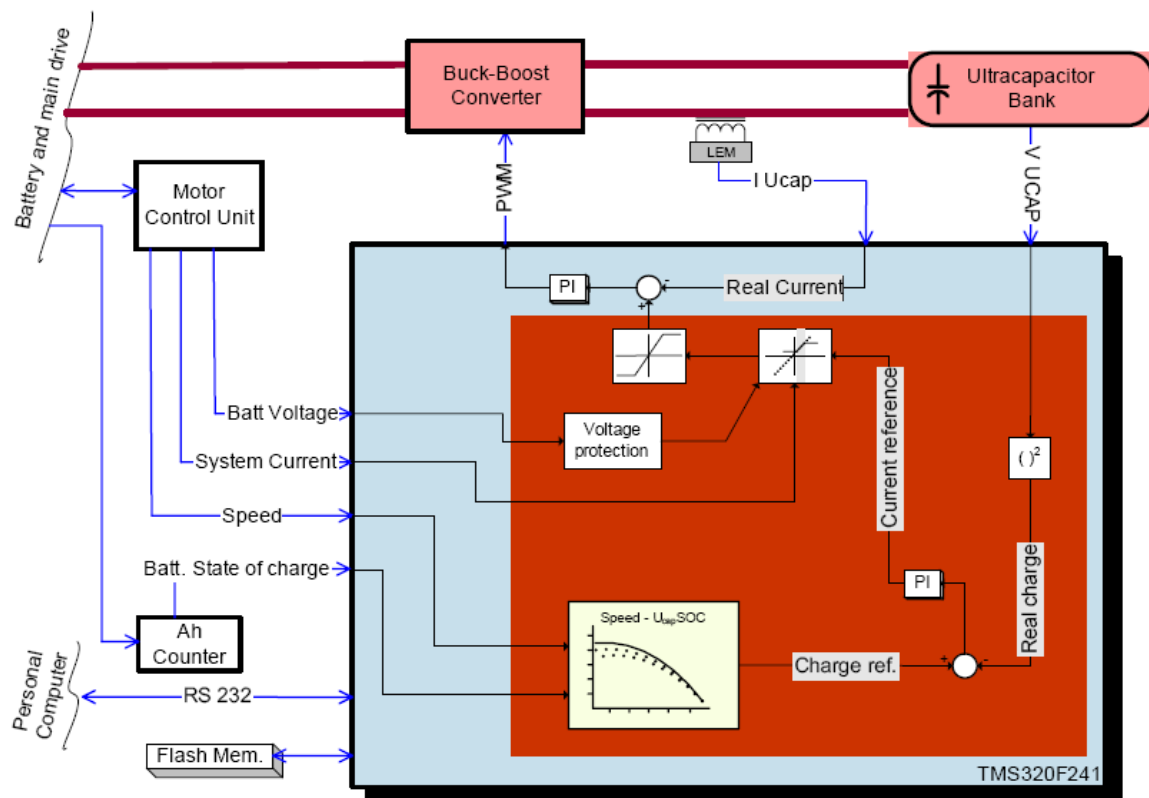 Battery and main drive
Buck-Boost
Converter
Ultracapacitor
Bank
LEM
Motor
Control Unit
PWM
I Ucap
V UCAP
PI
-
+
Real Current
Batt Voltage
Voltage
protection
System Current
Current reference
( )²
Speed
Batt. State of charge
PI
Real charge
Speed - UcapSOC
Ah
Counter
Charge ref.
+
-
Personal
Computer
RS 232
Flash Mem.
TMS320F241